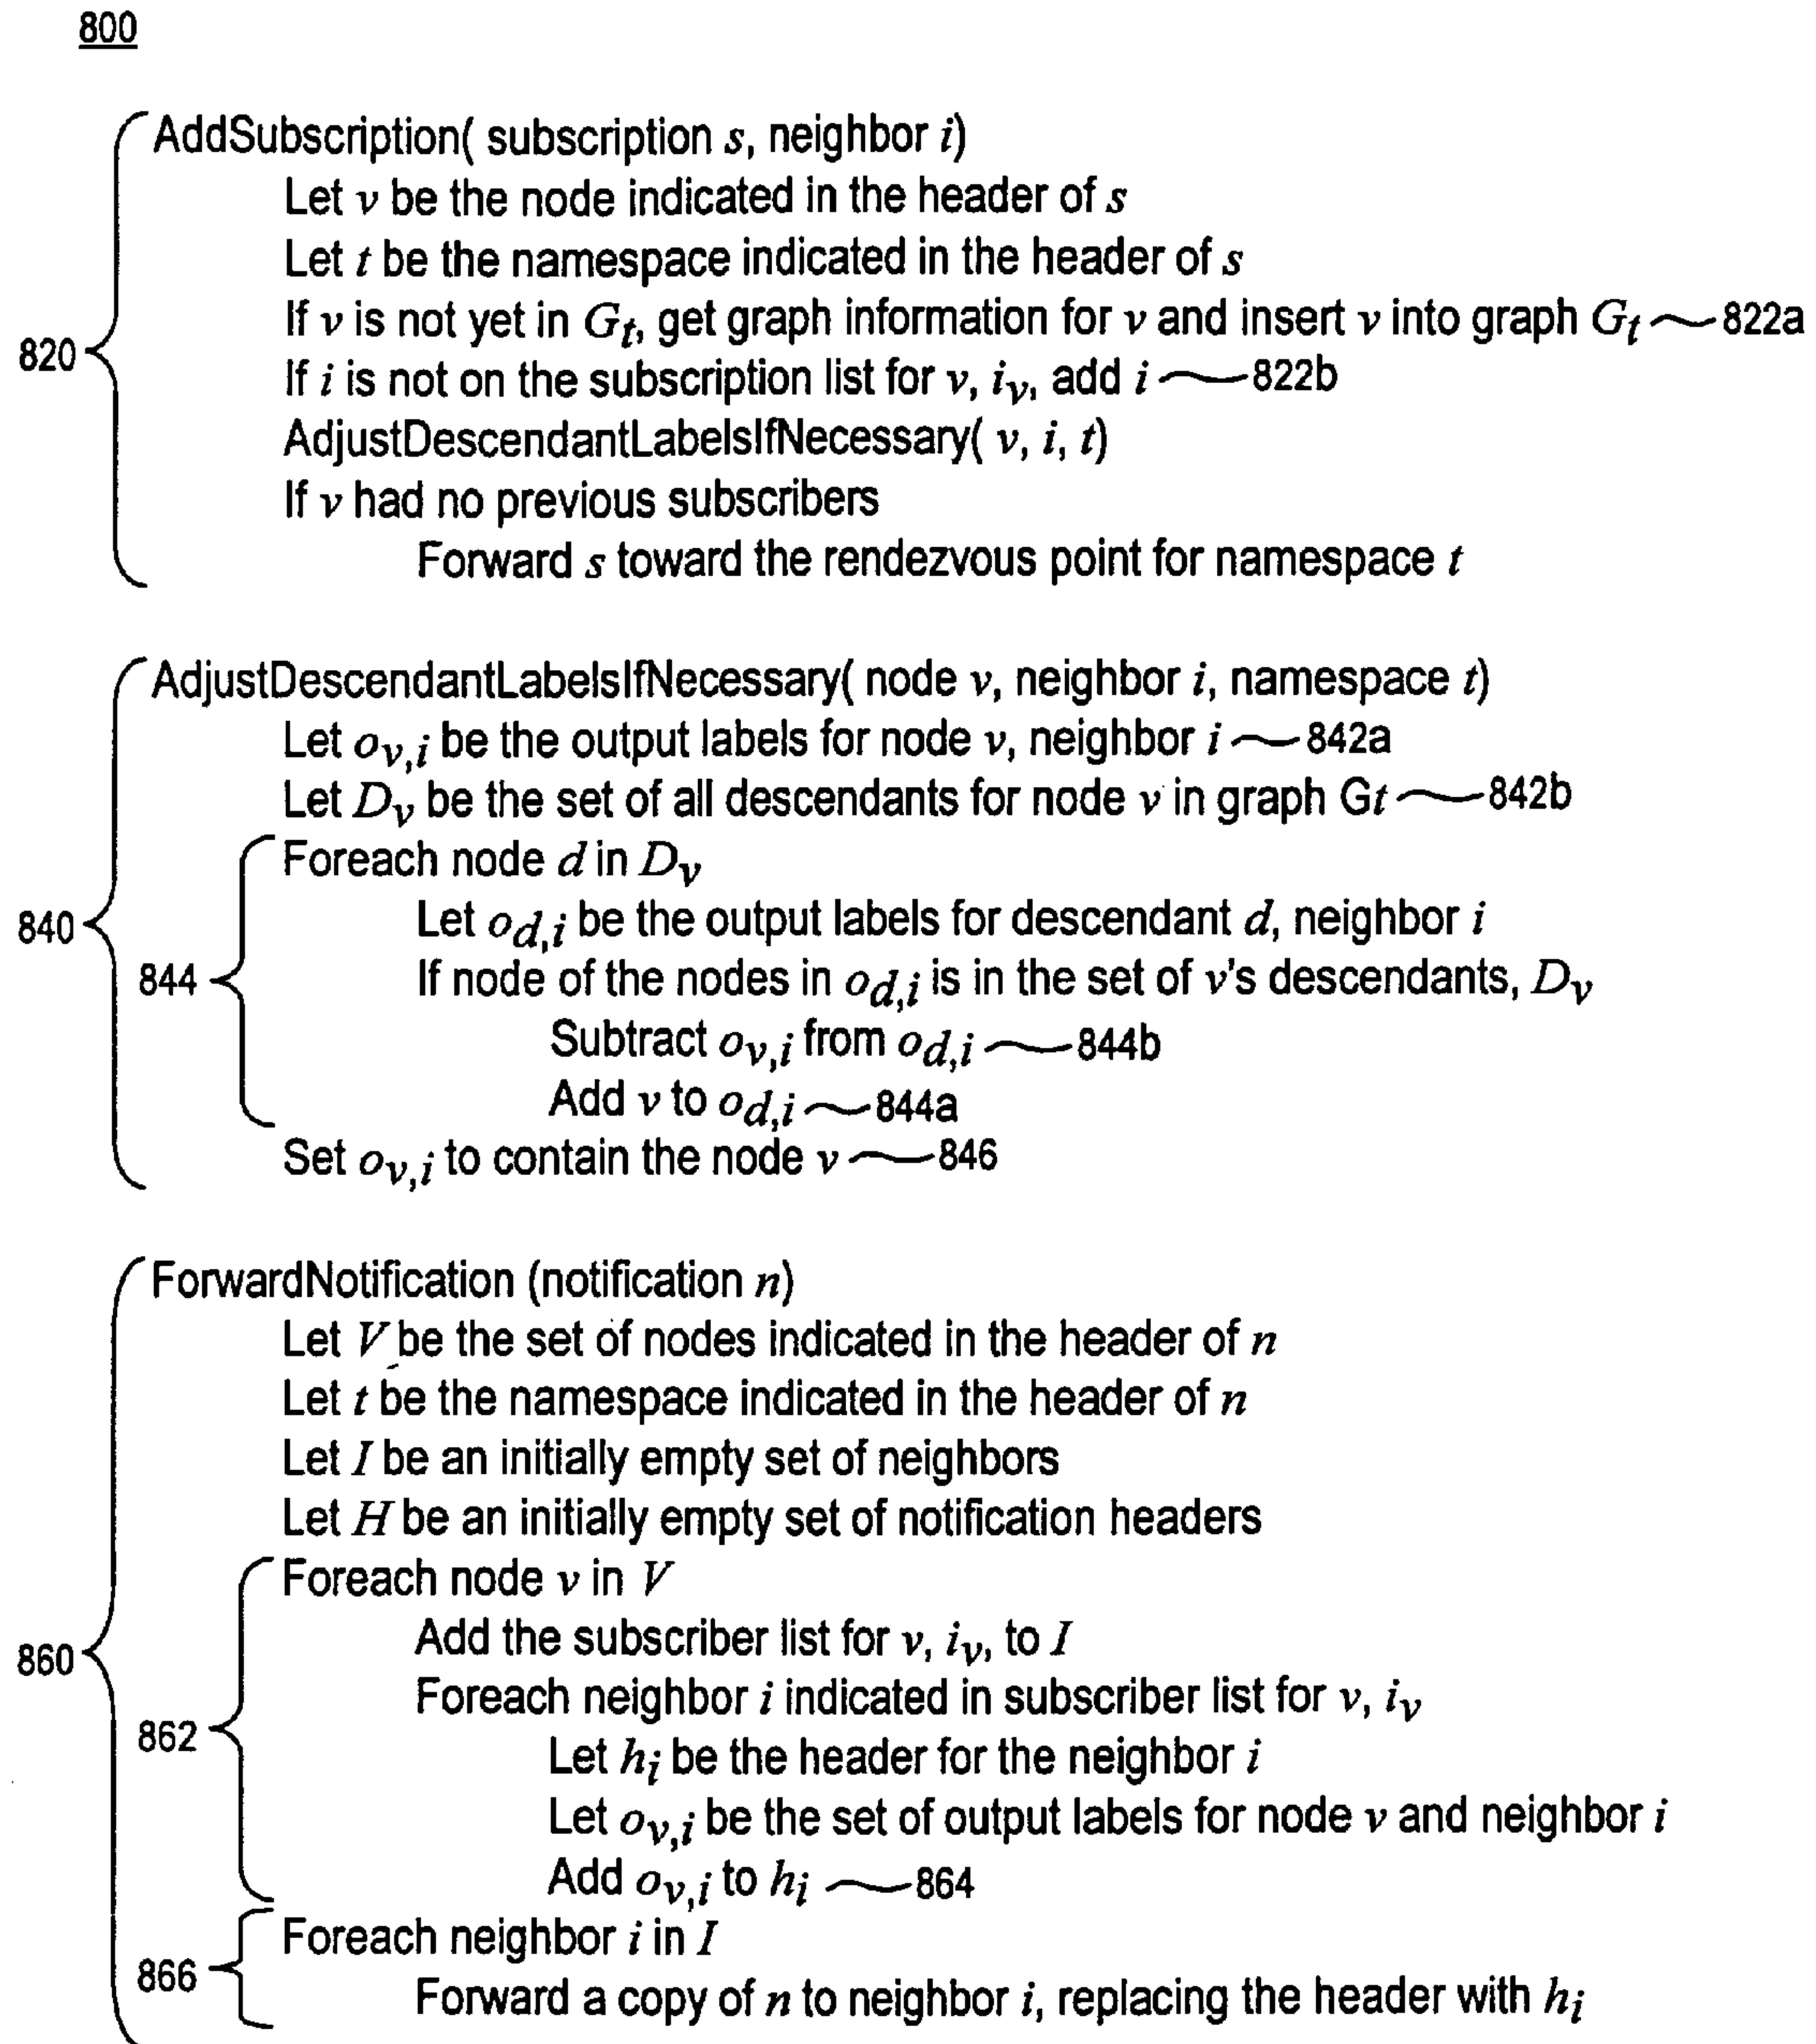 800
AddSubscription( subscription s, neighbor i)
Let v be the node indicated in the header of s
Let t be the namespace indicated in the header of s
If v is not yet in Gt, get graph information for v and insert v into graph Gt 822a
820
If i is not on the subscription list for v, iv, add i 822b
AdjustDescendantLabelsIfNecessary( v, i, t)
If v had no previous subscribers
Forward s toward the rendezvous point for namespace t
AdjustDescendantLabelsIfNecessary( node v, neighbor i, namespace t)
Let ov,i be the output labels for node v, neighbor i 842a
Let Dv be the set of all descendants for node v in graph Gt 842b
Foreach node d in Dv
840
Let od,i be the output labels for descendant d, neighbor i
844
If node of the nodes in od,i is in the set of v's descendants, Dv
Subtract ov,i from od,i 844b
Add v to od,i 844a
Set ov,i to contain the node v 846
ForwardNotification (notification n)
Let V be the set of nodes indicated in the header of n
Let t be the namespace indicated in the header of n
Let I be an initially empty set of neighbors
Let H be an initially empty set of notification headers
Foreach node v in V
860
Add the subscriber list for v, iv, to I
Foreach neighbor i indicated in subscriber list for v, iv
862
Let hi be the header for the neighbor i
Let ov,i be the set of output labels for node v and neighbor i
Add ov,i to hi 864
Foreach neighbor i in I
866
Forward a copy of n to neighbor i, replacing the header with hi